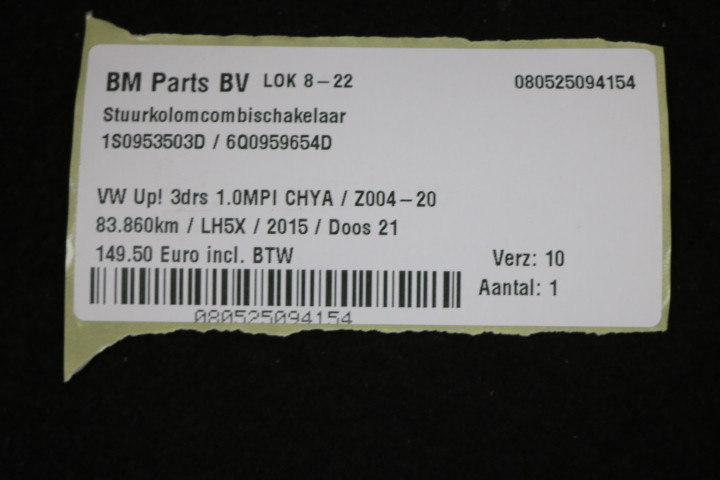 BM Parts BV LOK 8-22 080525094154
Stuurkolomcombischakelaar
1S0953503D / 6Q0959654D
VW Up! 3drs 1.0MPI CHYA / Z004-20
83.860km / LH5X / 2015 / Doos 21
149.50 Euro incl. BTW Verz: 10
Aantal: 1
080525094154